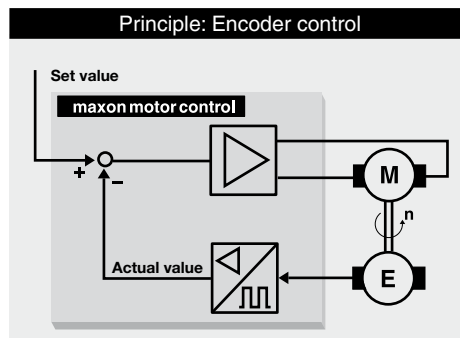 Principle: Encoder control
Set value
maxon motor control
+
−
M
n
Actual value
E